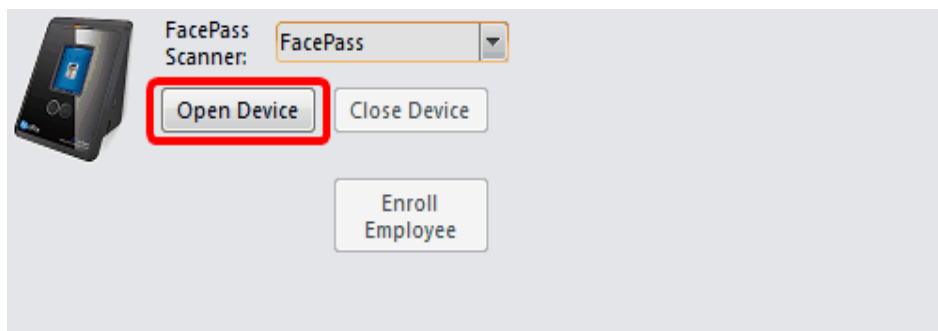 FacePass
Scanner:
FacePass
Open Device
Close Device
Enroll
Employee